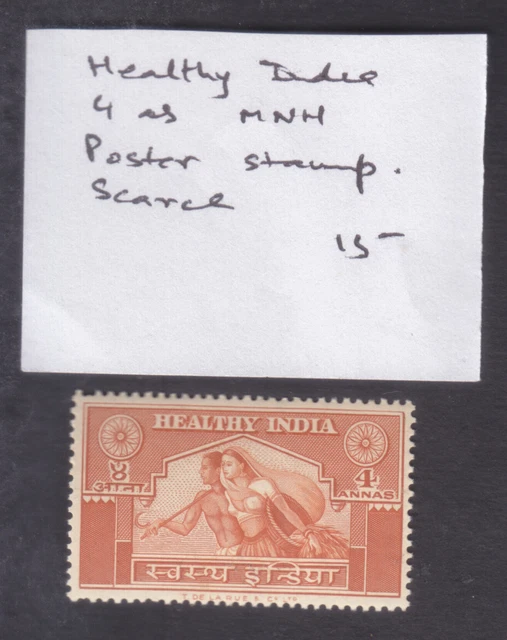 Healthy India
4 as MNH
Poster stamp.
Scarce
15-
HEALTHY INDIA
४ 4
आना ANNAS
स्वस्थ इन्डिया
T. DE LA RUE & Cº LTD